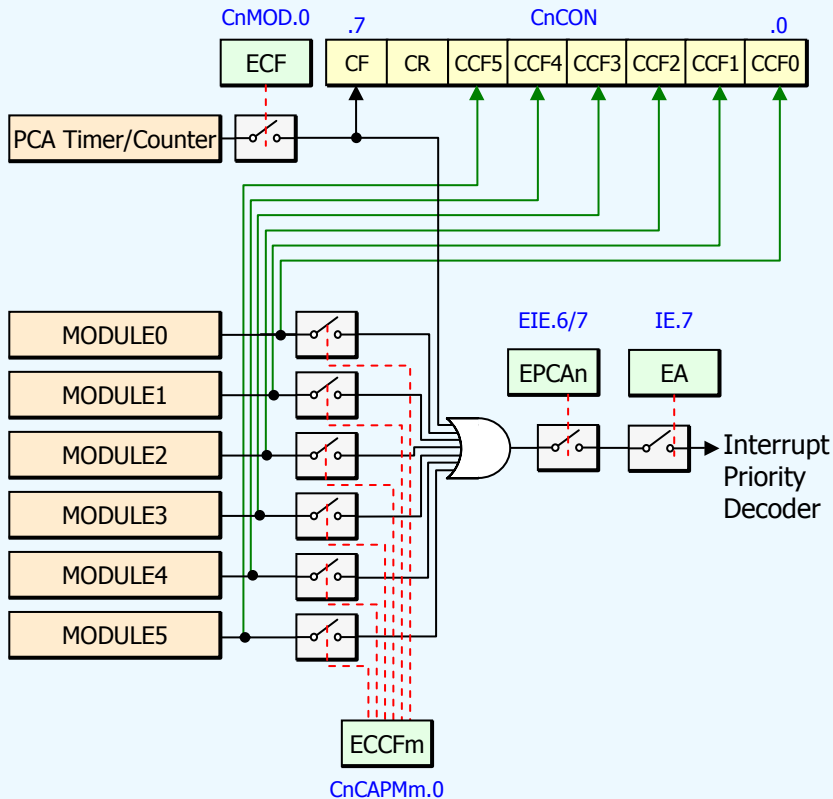 CnMOD.0
.7
CnCON
.0
ECF
CF CR CCF5 CCF4 CCF3 CCF2 CCF1 CCF0
PCA Timer/Counter
MODULE0
EIE.6/7
IE.7
MODULE1
EPCAn
EA
MODULE2
Interrupt
Priority
Decoder
MODULE3
MODULE4
MODULE5
ECCFm
CnCAPMm.0